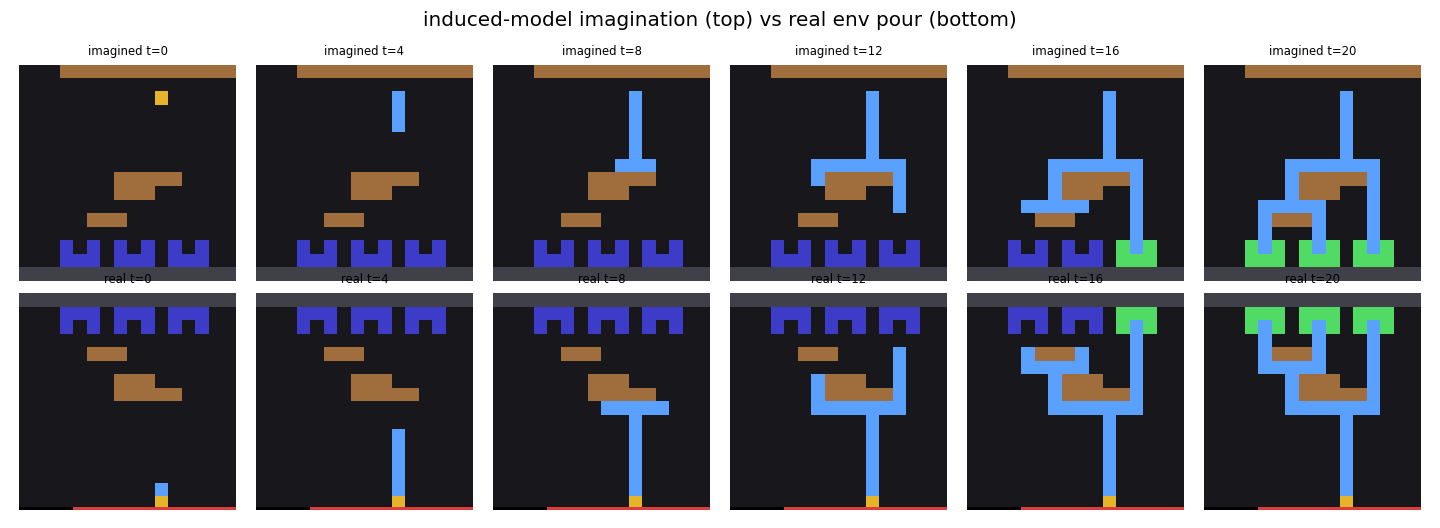 induced-model imagination (top) vs real env pour (bottom)
imagined t=0
imagined t=4
imagined t=8
imagined t=12
imagined t=16
imagined t=20
real t=0
real t=4
real t=8
real t=12
real t=16
real t=20